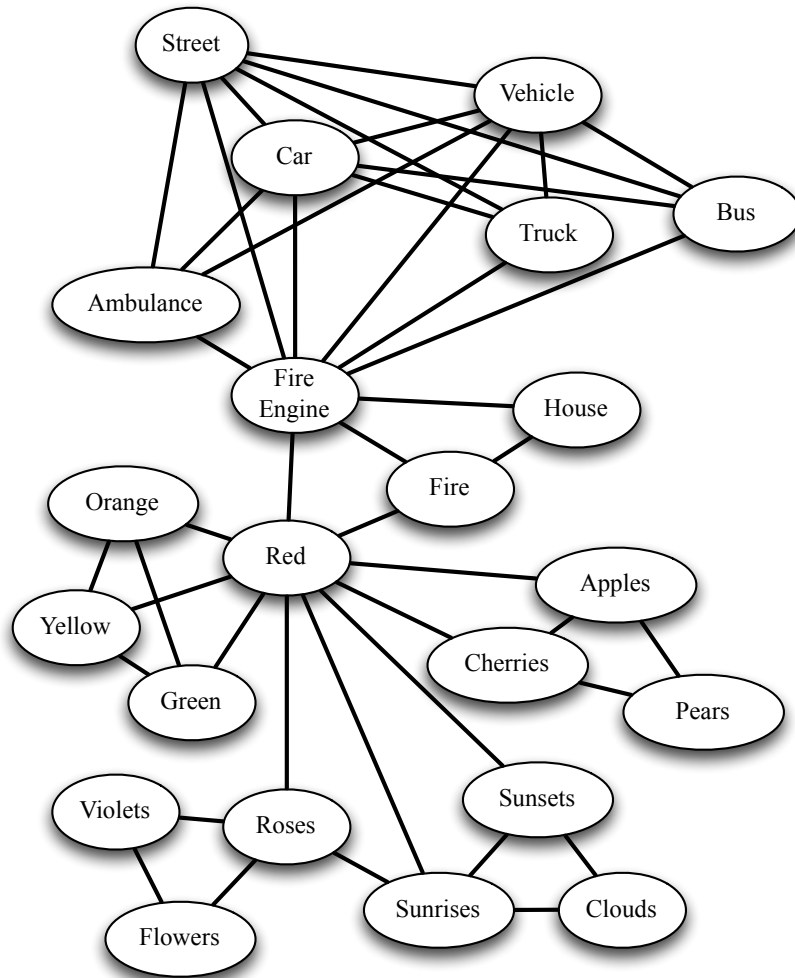 Street
Vehicle
Car
Bus
Truck
Ambulance
Fire
Engine
House
Fire
Orange
Red
Apples
Yellow
Cherries
Green
Pears
Sunsets
Violets
Roses
Sunrises
Clouds
Flowers